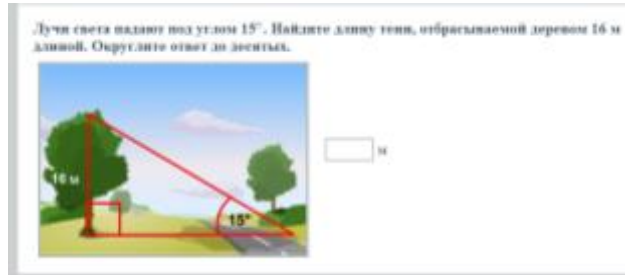 Лучи света падают под углом 15°. Найдите длину тени, отбрасываемой деревом 16 м
длиной. Округлите ответ до десятых.
16 м
м
15°